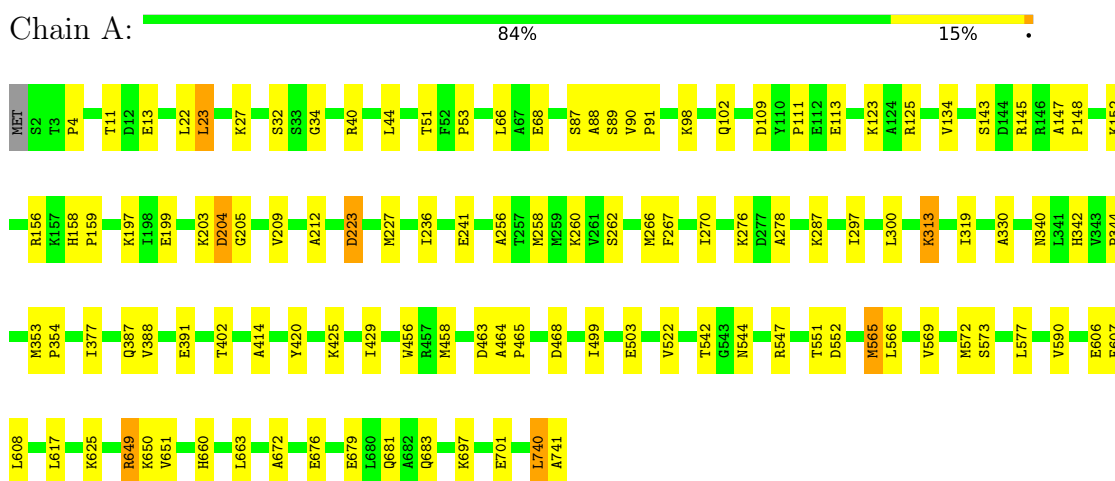 Chain A:
84% 15% •
MET S2 T3 P4 T11 D12 E13 L22 L23 K27 S32 S33 G34 R40 L44 T51 F52 P53 L66 A67 E68 S87 A88 S89 V90 P91 K98 Q102 D109 Y110 P111 E112 E113 K123 A124 R125 V134 S143 D144 R145 R146 A147 P148 K152
R156 K157 H158 P159 K197 I198 E199 K203 D204 G205 V209 A212 D223 M227 I236 E241 A256 T257 M258 M259 K260 V261 S262 M266 F267 I270 K276 D277 A278 K287 I297 L300 K313 I319 A330 N340 L341 H342 V343 P344
M353 P354 I377 Q387 V388 E391 T402 A414 Y420 K425 I429 W456 R457 M458 D463 A464 P465 D468 I499 E503 V522 T542 G543 N544 R547 T551 D552 M565 L566 V569 M572 S573 L577 V590 E606
L608 L617 K625 R649 K650 V651 H660 L663 A672 E676 E679 L680 Q681 A682 Q683 K697 E701 L740 A741